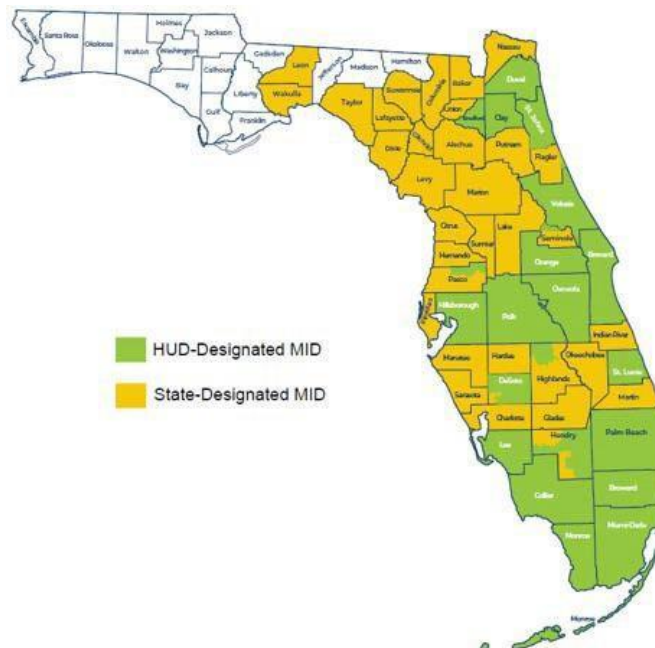 Holmes
Jackson
Santa Rosa
Okaloosa
Walton
Washington
Escambia
Gadsden
Leon
Hamilton
Nassau
Calhoun
Jefferson
Madison
Bay
Liberty
Wakulla
Gulf
Franklin
Taylor
Suwannee
Columbia
Baker
Duval
Lafayette
Union
Bradford
Clay
St. Johns
Dixie
Gilchrist
Alachua
Putnam
Flagler
Levy
Marion
Volusia
Citrus
Sumter
Lake
Seminole
Hernando
Orange
Brevard
Pasco
Osceola
Pinellas
Hillsborough
Polk
Indian River
HUD-Designated MID
State-Designated MID
Manatee
Hardee
Okeechobee
St. Lucie
Highlands
DeSoto
Sarasota
Martin
Charlotte
Glades
Lee
Hendry
Palm Beach
Collier
Broward
Monroe
Miami-Dade
Monroe